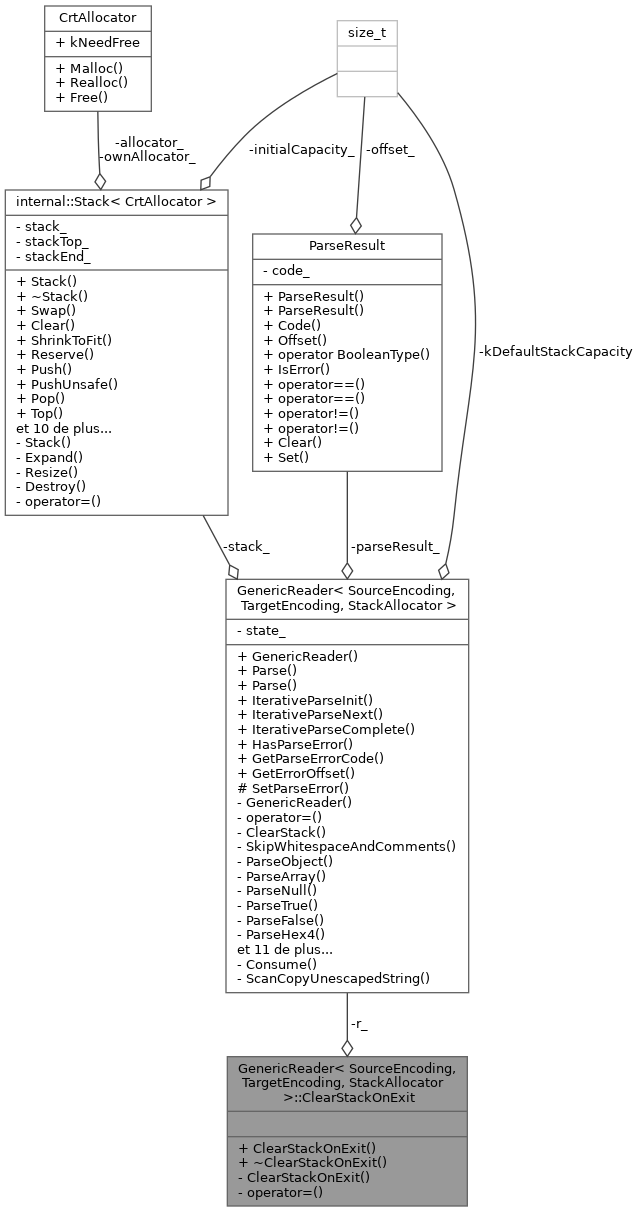 CrtAllocator
+ kNeedFree
+ Malloc()
+ Realloc()
+ Free()
size_t
-allocator_
-ownAllocator_
-initialCapacity_
-offset_
internal::Stack< CrtAllocator >
- stack_
- stackTop_
- stackEnd_
+ Stack()
+ ~Stack()
+ Swap()
+ Clear()
+ ShrinkToFit()
+ Reserve()
+ Push()
+ PushUnsafe()
+ Pop()
+ Top()
et 10 de plus...
- Stack()
- Expand()
- Resize()
- Destroy()
- operator=()
ParseResult
- code_
+ ParseResult()
+ ParseResult()
+ Code()
+ Offset()
+ operator BooleanType()
+ IsError()
+ operator==()
+ operator==()
+ operator!=()
+ operator!=()
+ Clear()
+ Set()
-kDefaultStackCapacity
-stack_
-parseResult_
GenericReader< SourceEncoding,
TargetEncoding, StackAllocator >
- state_
+ GenericReader()
+ Parse()
+ Parse()
+ IterativeParseInit()
+ IterativeParseNext()
+ IterativeParseComplete()
+ HasParseError()
+ GetParseErrorCode()
+ GetErrorOffset()
# SetParseError()
- GenericReader()
- operator=()
- ClearStack()
- SkipWhitespaceAndComments()
- ParseObject()
- ParseArray()
- ParseNull()
- ParseTrue()
- ParseFalse()
- ParseHex4()
et 11 de plus...
- Consume()
- ScanCopyUnescapedString()
-r_
GenericReader< SourceEncoding,
TargetEncoding, StackAllocator
>::ClearStackOnExit
+ ClearStackOnExit()
+ ~ClearStackOnExit()
- ClearStackOnExit()
- operator=()